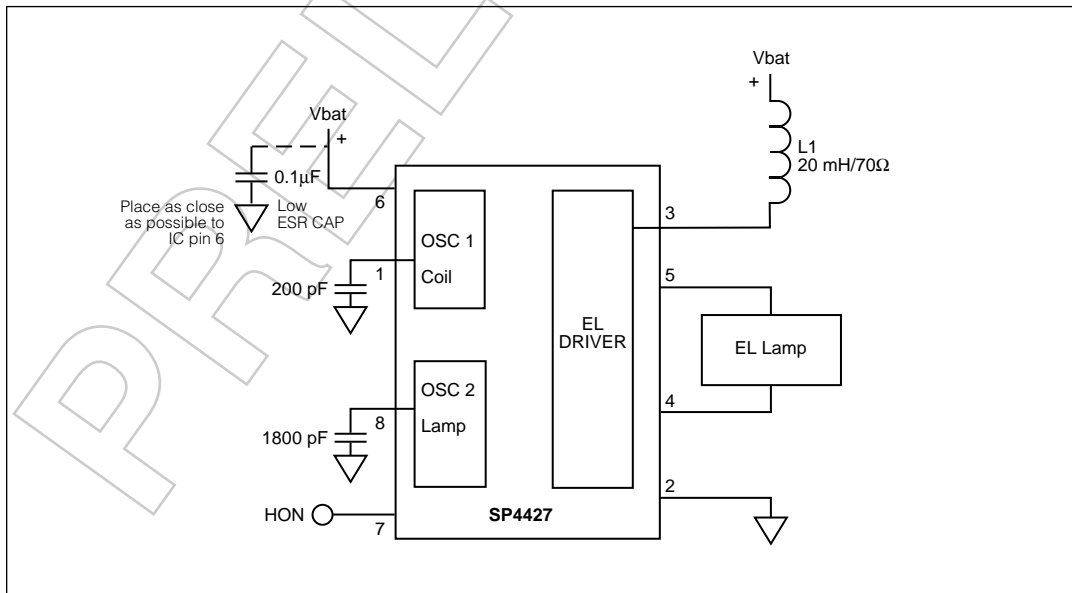 PREL
Vbat
+
Vbat
+
0.1µF
Place as close
as possible to
IC pin 6
Low
ESR CAP
6
L1
20 mH/70Ω
OSC 1
Coil
1
200 pF
3
5
EL
DRIVER
EL Lamp
OSC 2
Lamp
8
1800 pF
4
2
HON
7
SP4427